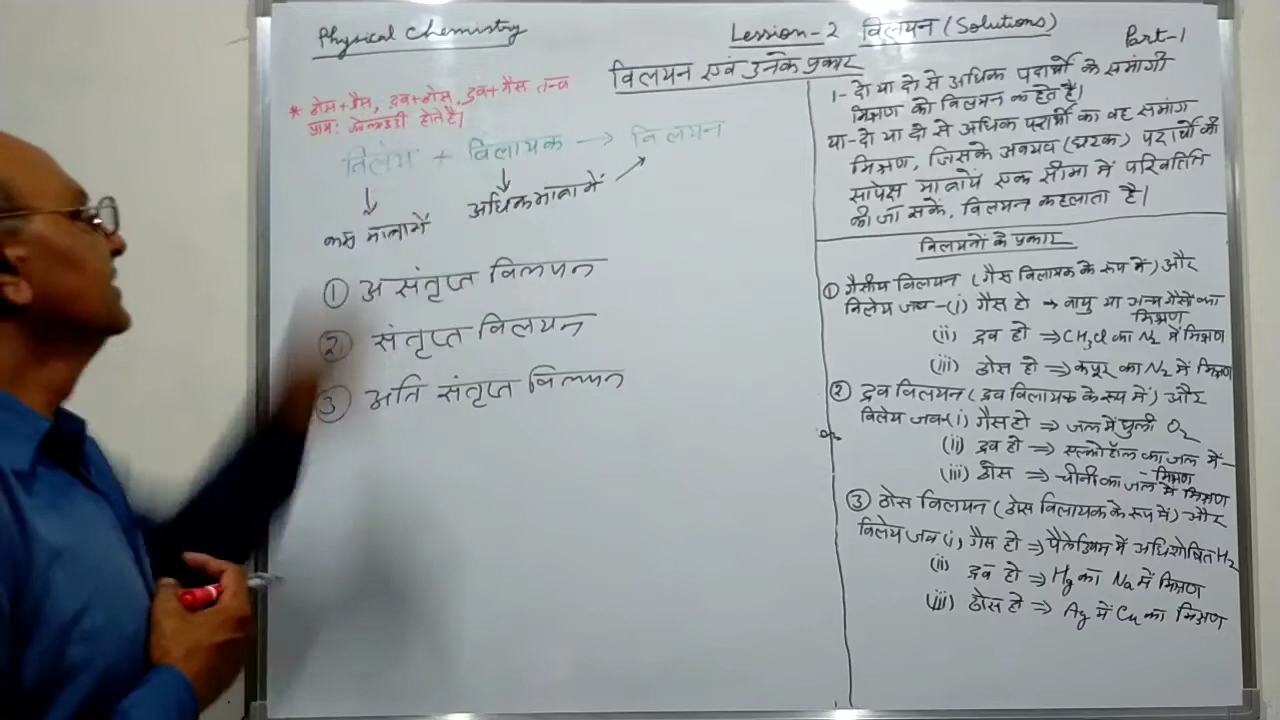 Physical Chemistry
Lession-2 विलयन (Solutions)
Part-1
विलयन एवं उनके प्रकार
* ठोस+गैस, द्रव+ठोस, द्रव+गैस तन्त्र
प्राय: होते है।
विलेय + विलायक → विलयन
कम मात्रा में
अधिक मात्रा में
① असंतृप्त विलयन
② संतृप्त विलयन
③ अति संतृप्त विलयन
1- दो या दो से अधिक पदार्थो के समांगी
मिश्रण को विलयन कहते है।
या- दो या दो से अधिक पदार्थो का वह समांग
मिश्रण, जिसके अवयव (घटक) पदार्थो की
सापेक्ष मात्रायें एक सीमा में परिवर्तित
की जा सकें, विलयन कहलाता है।
विलयनों के प्रकार
① गैसीय विलयन (गैस विलायक के रूप में) और
विलेय जब-(i) गैस हो → वायु या अन्य गैसों का
मिश्रण
(ii) द्रव हो ⇒ CH3Cl का N2 में मिश्रण
(iii) ठोस हो ⇒ कपूर का N2 में मिश्रण
② द्रव विलयन (द्रव विलायक के रूप में) और
विलेय जब-(i) गैस हो ⇒ जल में घुली O2
(ii) द्रव हो ⇒ एल्कोहॉल का जल में-
- मिश्रण
(iii) ठोस ⇒ चीनी का जल में मिश्रण
③ ठोस विलयन (ठोस विलायक के रूप में) और
विलेय जब (i) गैस हो ⇒ पैलेडियम में अधिशोषित H2
(ii) द्रव हो ⇒ Hg का Na में मिश्रण
(iii) ठोस हो ⇒ Ag में Cu का मिश्रण